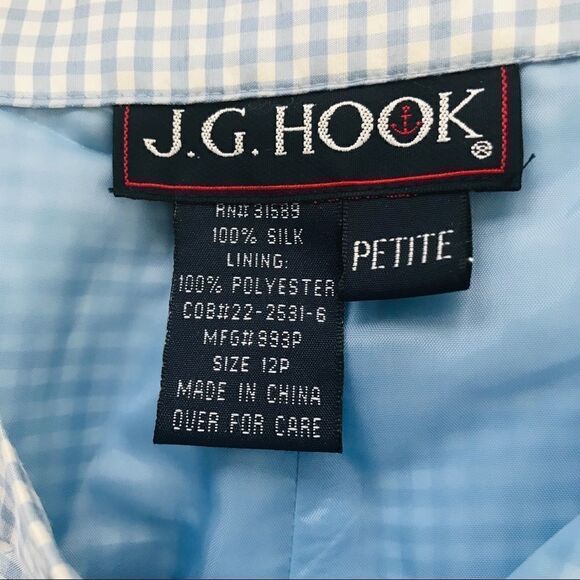 J.G. HOOK®
RN# 31589
100% SILK
LINING:
100% POLYESTER
COB#22-2531-6
MFG#993P
SIZE 12P
MADE IN CHINA
OVER FOR CARE
PETITE